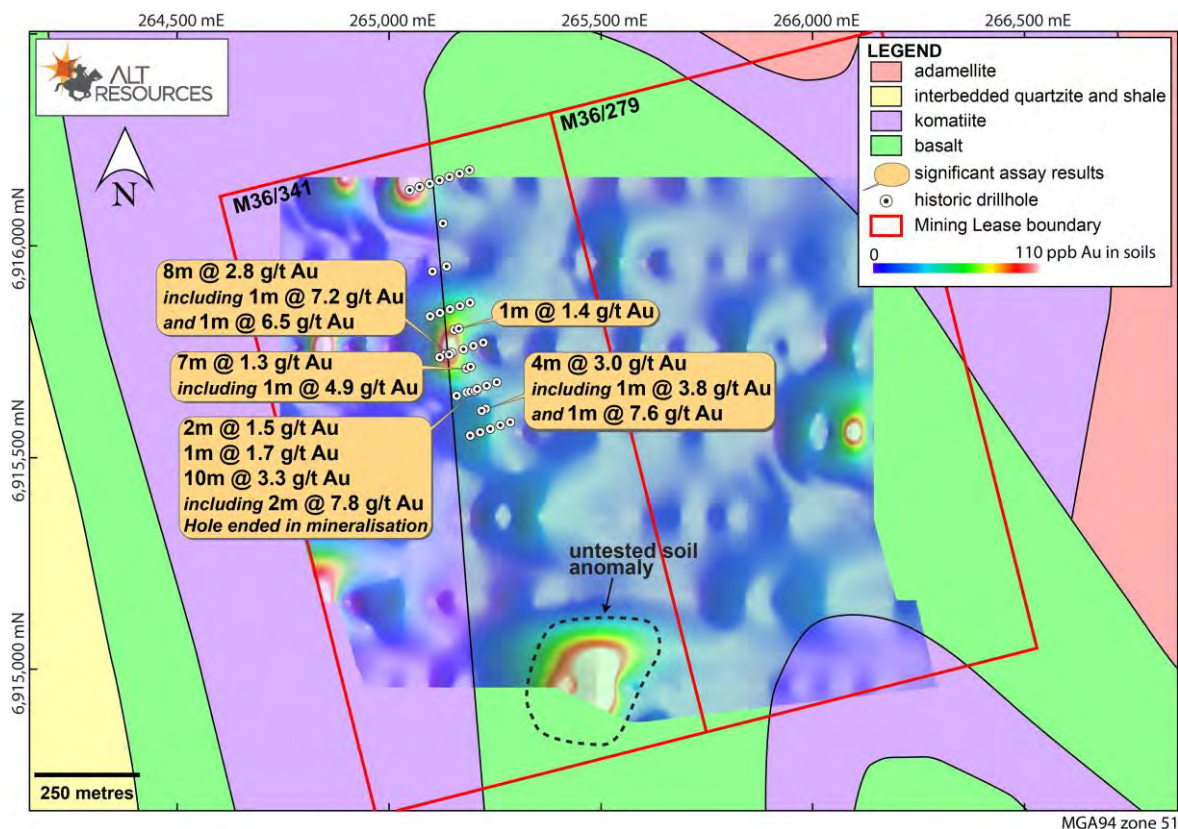 264,500 mE
265,000 mE
265,500 mE
266,000 mE
266,500 mE
ALT
RESOURCES
N
M36/341
M36/279
LEGEND
adamellite
interbedded quartzite and shale
komatiite
basalt
significant assay results
historic drillhole
Mining Lease boundary
0
110 ppb Au in soils
6,916,000 mN
6,915,500 mN
6,915,000 mN
8m @ 2.8 g/t Au
including 1m @ 7.2 g/t Au
and 1m @ 6.5 g/t Au
1m @ 1.4 g/t Au
7m @ 1.3 g/t Au
including 1m @ 4.9 g/t Au
4m @ 3.0 g/t Au
including 1m @ 3.8 g/t Au
and 1m @ 7.6 g/t Au
2m @ 1.5 g/t Au
1m @ 1.7 g/t Au
10m @ 3.3 g/t Au
including 2m @ 7.8 g/t Au
Hole ended in mineralisation
untested soil
anomaly
250 metres
MGA94 zone 51